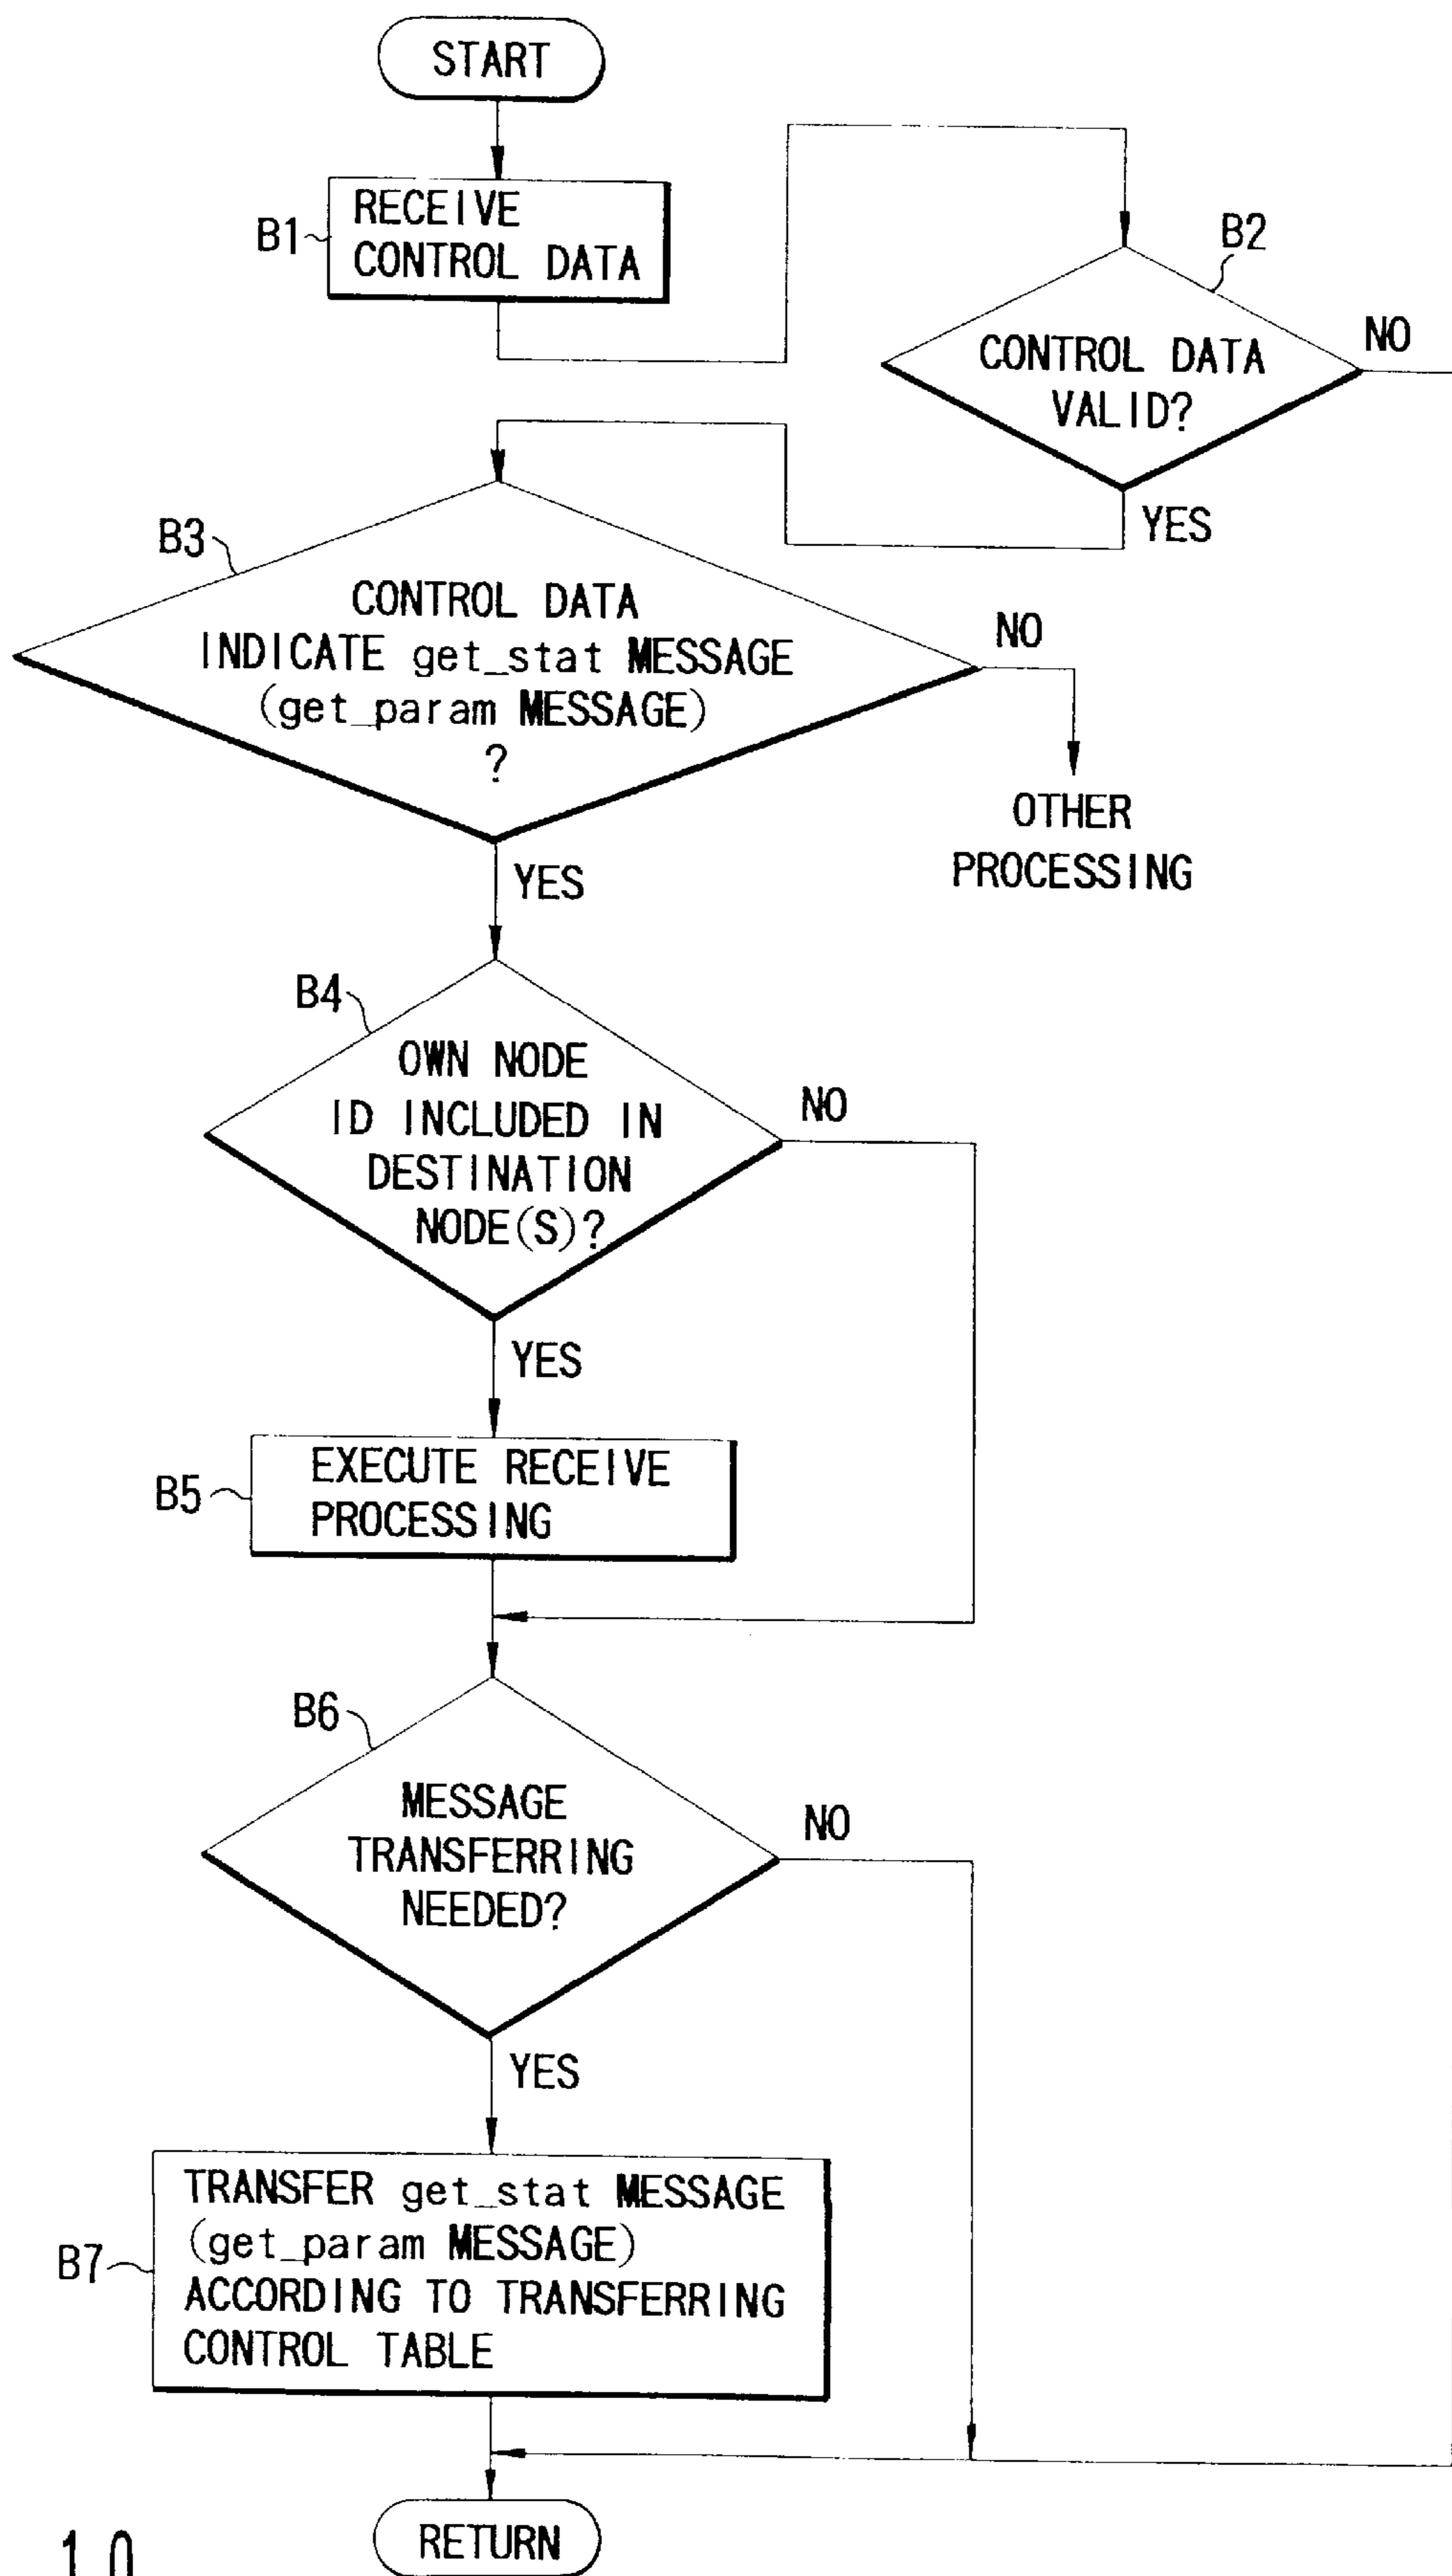 START
B1
RECEIVE
CONTROL DATA
B2
CONTROL DATA
VALID?
NO
YES
B3
CONTROL DATA
INDICATE get_stat MESSAGE
(get_param MESSAGE)
?
NO
OTHER
PROCESSING
YES
B4
OWN NODE
ID INCLUDED IN
DESTINATION
NODE(S)?
NO
YES
B5
EXECUTE RECEIVE
PROCESSING
B6
MESSAGE
TRANSFERRING
NEEDED?
NO
YES
B7
TRANSFER get_stat MESSAGE
(get_param MESSAGE)
ACCORDING TO TRANSFERRING
CONTROL TABLE
RETURN
10